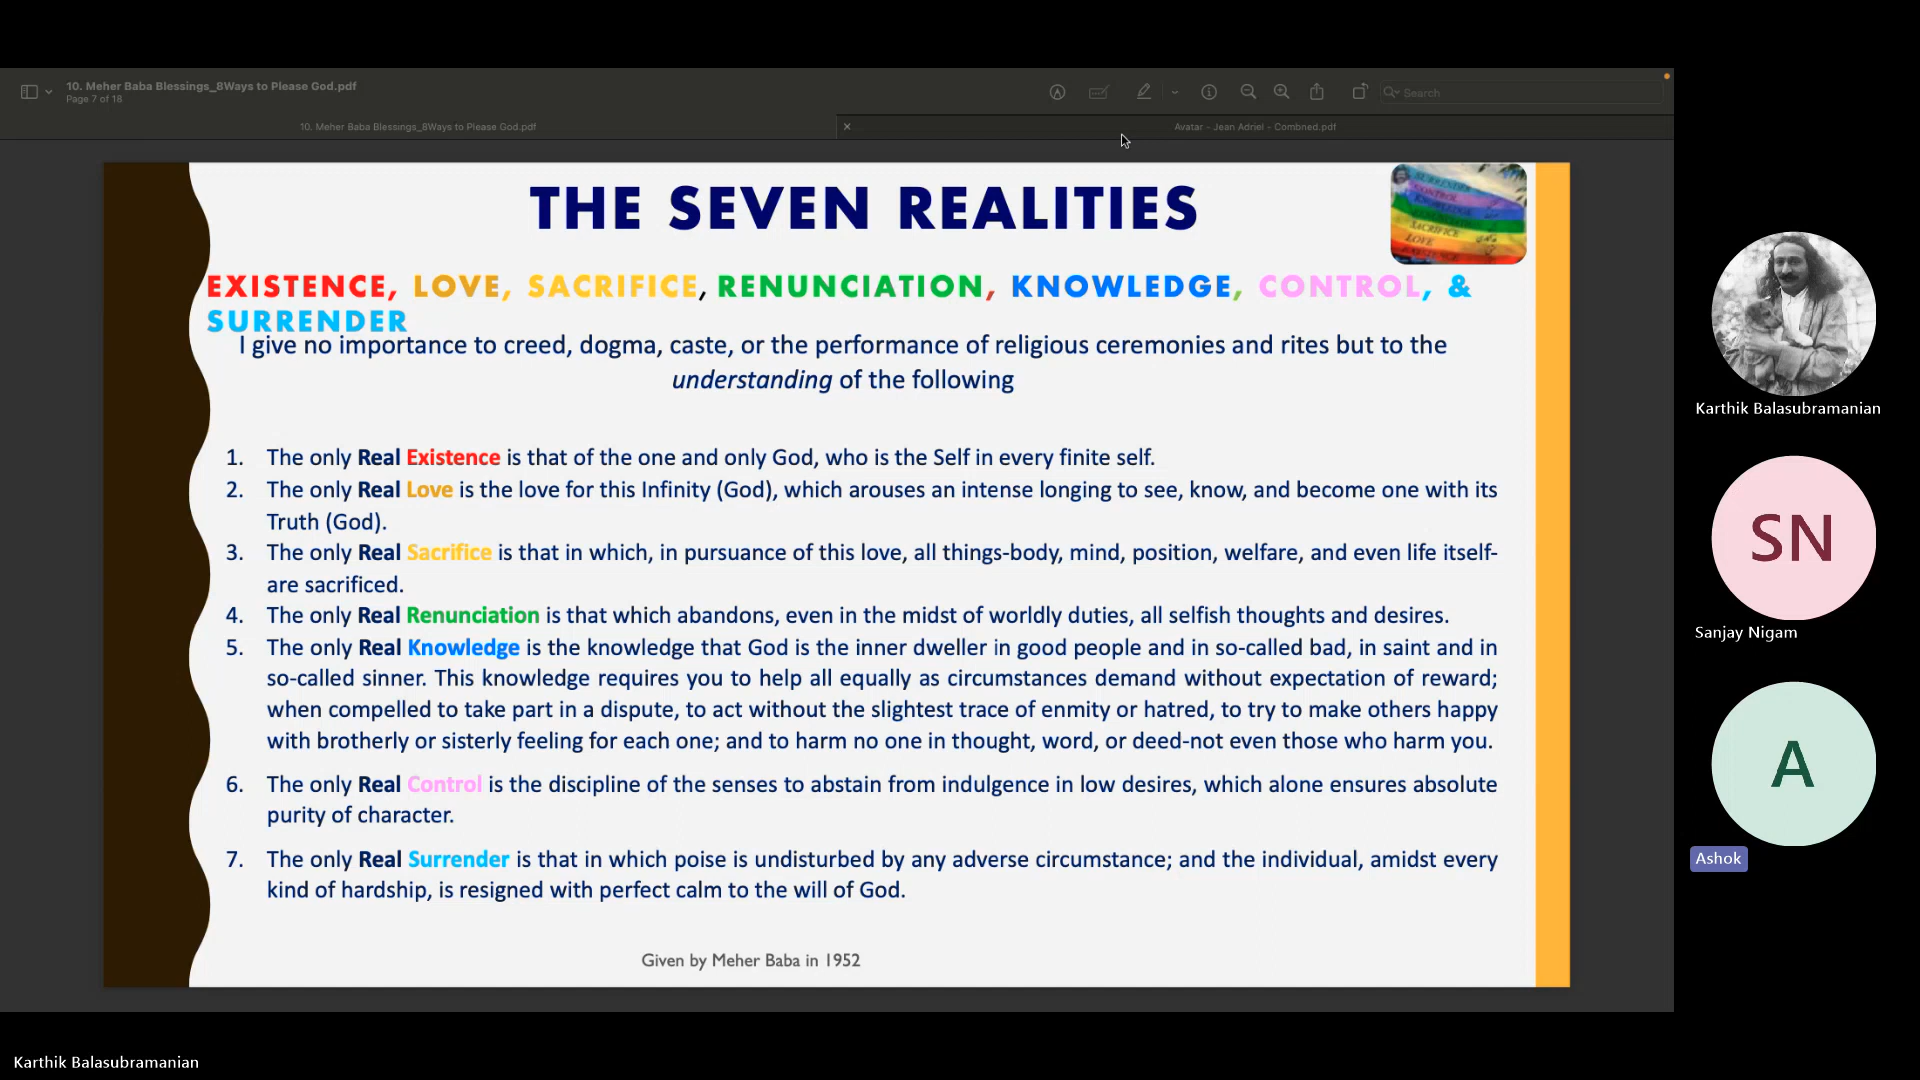 10. Meher Baba Blessings_8Ways to Please God.pdf
Page 7 of 18
Search
10. Meher Baba Blessings_8Ways to Please God.pdf
Avatar - Jean Adriel - Combned.pdf
THE SEVEN REALITIES
SURRENDER
CONTROL
KNOWLEDGE
SACRIFICE
LOVE
EXISTENCE
EXISTENCE, LOVE, SACRIFICE, RENUNCIATION, KNOWLEDGE, CONTROL, &
SURRENDER
I give no importance to creed, dogma, caste, or the performance of religious ceremonies and rites but to the
understanding of the following
1. The only Real Existence is that of the one and only God, who is the Self in every finite self.
2. The only Real Love is the love for this Infinity (God), which arouses an intense longing to see, know, and become one with its
Truth (God).
3. The only Real Sacrifice is that in which, in pursuance of this love, all things-body, mind, position, welfare, and even life itself-
are sacrificed.
4. The only Real Renunciation is that which abandons, even in the midst of worldly duties, all selfish thoughts and desires.
5. The only Real Knowledge is the knowledge that God is the inner dweller in good people and in so-called bad, in saint and in
so-called sinner. This knowledge requires you to help all equally as circumstances demand without expectation of reward;
when compelled to take part in a dispute, to act without the slightest trace of enmity or hatred, to try to make others happy
with brotherly or sisterly feeling for each one; and to harm no one in thought, word, or deed-not even those who harm you.
6. The only Real Control is the discipline of the senses to abstain from indulgence in low desires, which alone ensures absolute
purity of character.
7. The only Real Surrender is that in which poise is undisturbed by any adverse circumstance; and the individual, amidst every
kind of hardship, is resigned with perfect calm to the will of God.
Given by Meher Baba in 1952
Karthik Balasubramanian
SN
Sanjay Nigam
A
Ashok
Karthik Balasubramanian